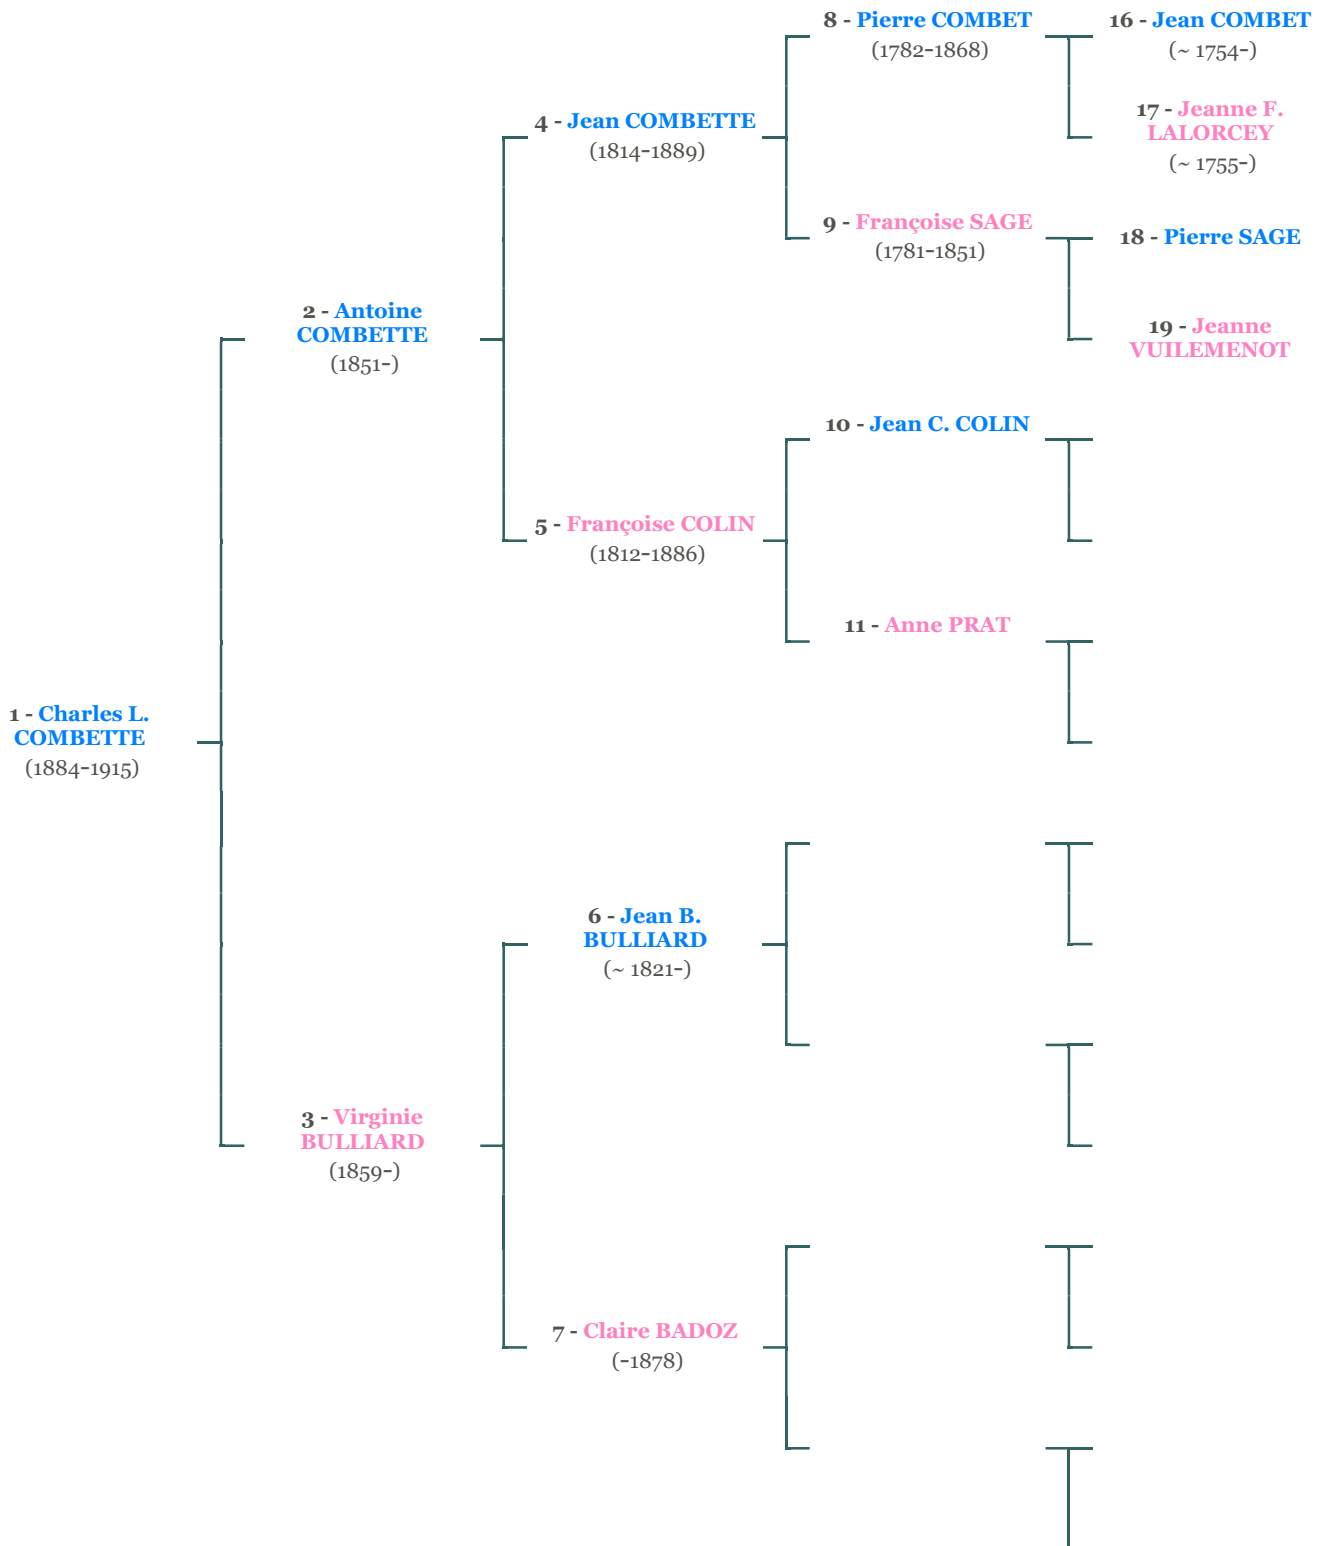 8 - Pierre COMBET
(1782-1868)
16 - Jean COMBET
(~ 1754-)
17 - Jeanne F.
LALORCEY
(~ 1755-)
4 - Jean COMBETTE
(1814-1889)
9 - Françoise SAGE
(1781-1851)
18 - Pierre SAGE
19 - Jeanne
VUILEMENOT
2 - Antoine
COMBETTE
(1851-)
10 - Jean C. COLIN
5 - Françoise COLIN
(1812-1886)
11 - Anne PRAT
1 - Charles L.
COMBETTE
(1884-1915)
6 - Jean B.
BULLIARD
(~ 1821-)
3 - Virginie
BULLIARD
(1859-)
7 - Claire BADOZ
(-1878)